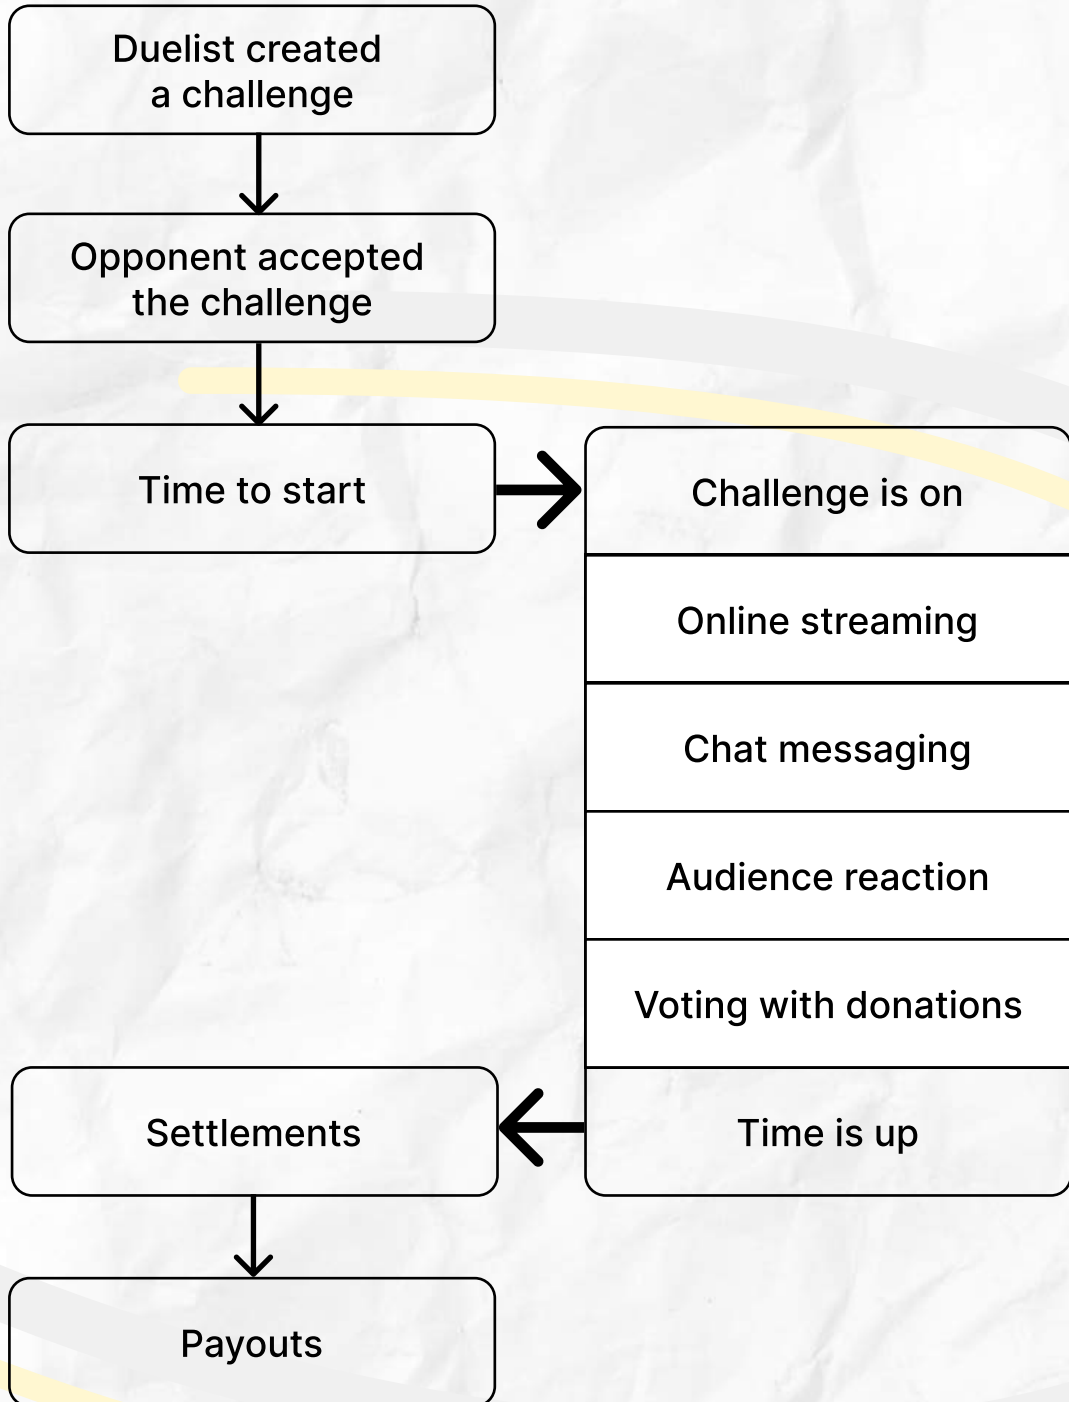 Duelist created
a challenge
Opponent accepted
the challenge
Time to start
Challenge is on
Online streaming
Chat messaging
Audience reaction
Voting with donations
Time is up
Settlements
Payouts